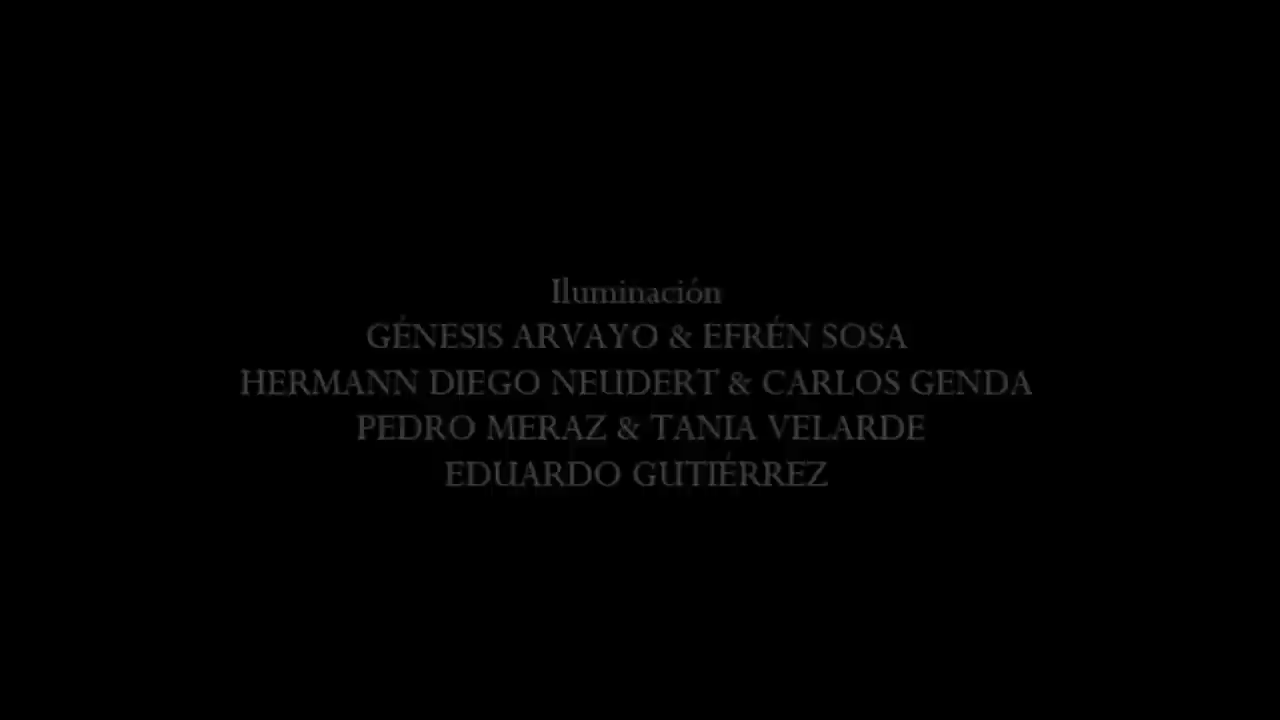 Iluminación
GÉNESIS ARVAYO & EFRÉN SOSA
HERMANN DIEGO NEUDERT & CARLOS GENDA
PEDRO MERAZ & TANIA VELARDE
EDUARDO GUTIÉRREZ